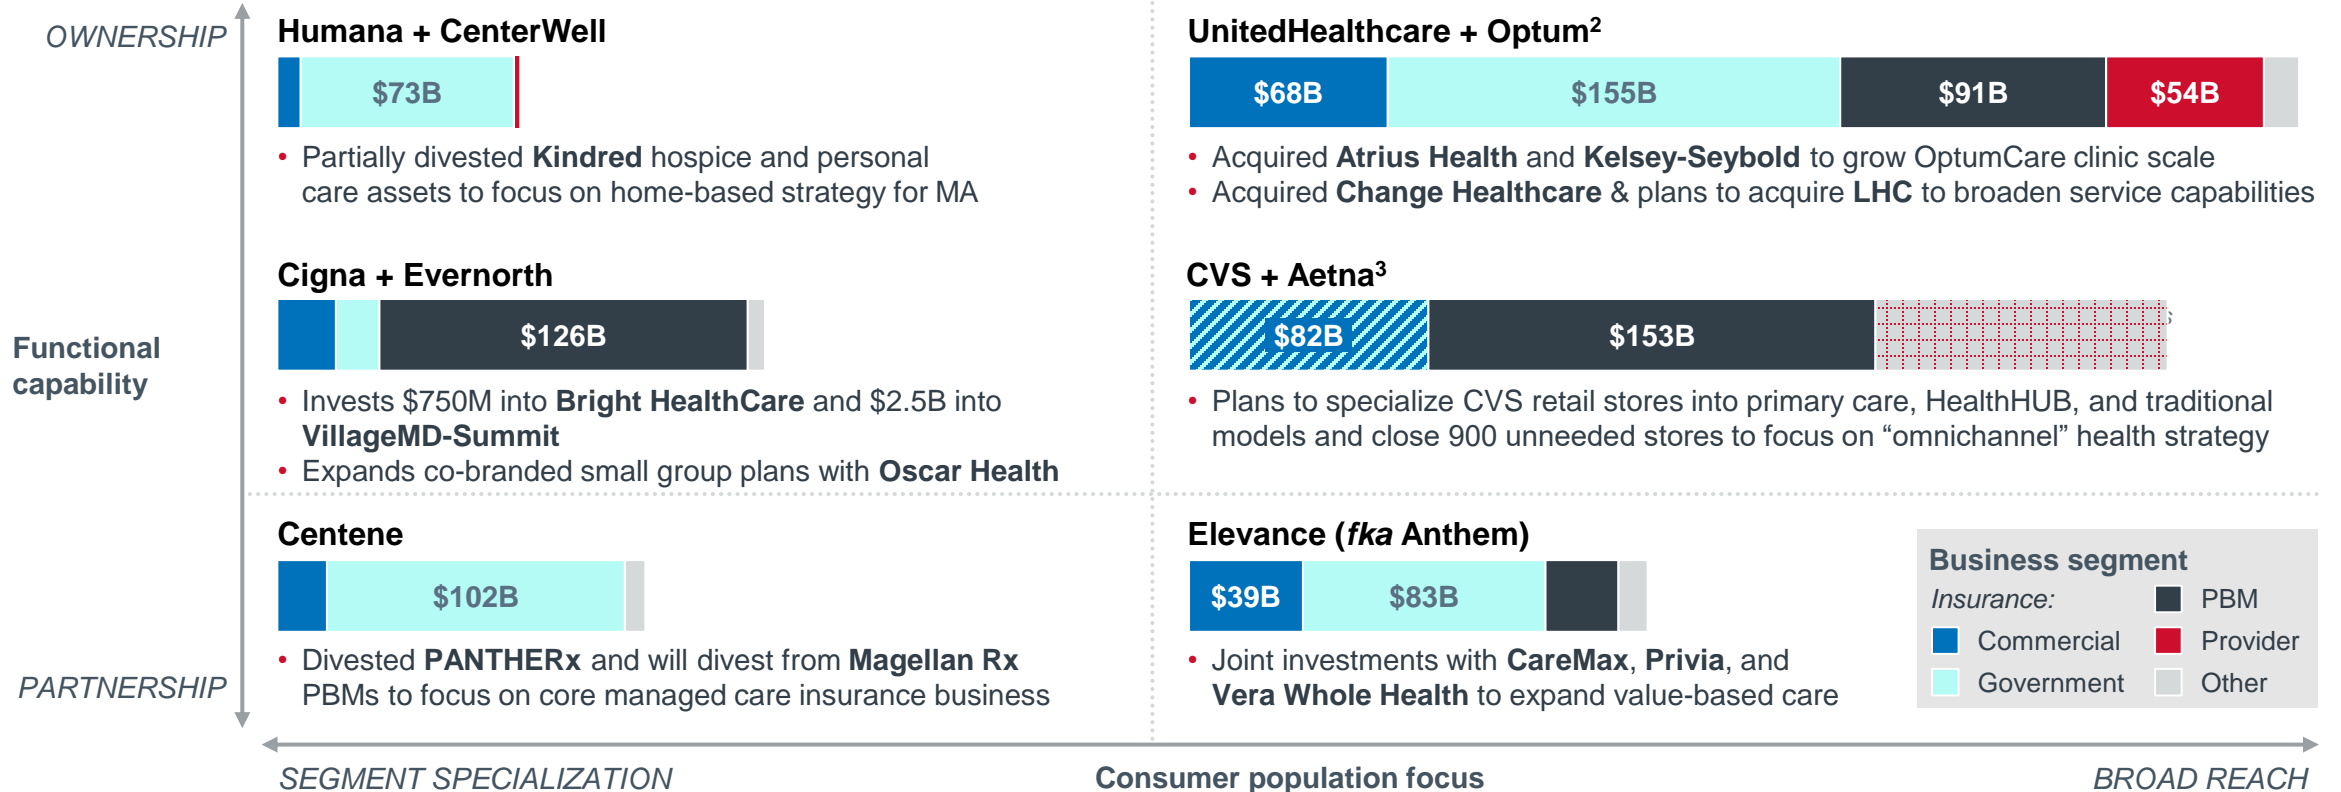 OWNERSHIP
Functional
capability
PARTNERSHIP
Humana + CenterWell
$73B
• Partially divested Kindred hospice and personal
care assets to focus on home-based strategy for MA
UnitedHealthcare + Optum²
$68B $155B $91B $54B
• Acquired Atrius Health and Kelsey-Seybold to grow OptumCare clinic scale
• Acquired Change Healthcare & plans to acquire LHC to broaden service capabilities
Cigna + Evernorth
$126B
• Invests $750M into Bright HealthCare and $2.5B into
VillageMD-Summit
• Expands co-branded small group plans with Oscar Health
CVS + Aetna³
$82B $153B
• Plans to specialize CVS retail stores into primary care, HealthHUB, and traditional
models and close 900 unneeded stores to focus on “omnichannel” health strategy
Centene
$102B
• Divested PANTHERx and will divest from Magellan Rx
PBMs to focus on core managed care insurance business
Elevance (fka Anthem)
$39B $83B
• Joint investments with CareMax, Privia, and
Vera Whole Health to expand value-based care
Business segment
Insurance:
Commercial
Government
PBM
Provider
Other
SEGMENT SPECIALIZATION
Consumer population focus
BROAD REACH